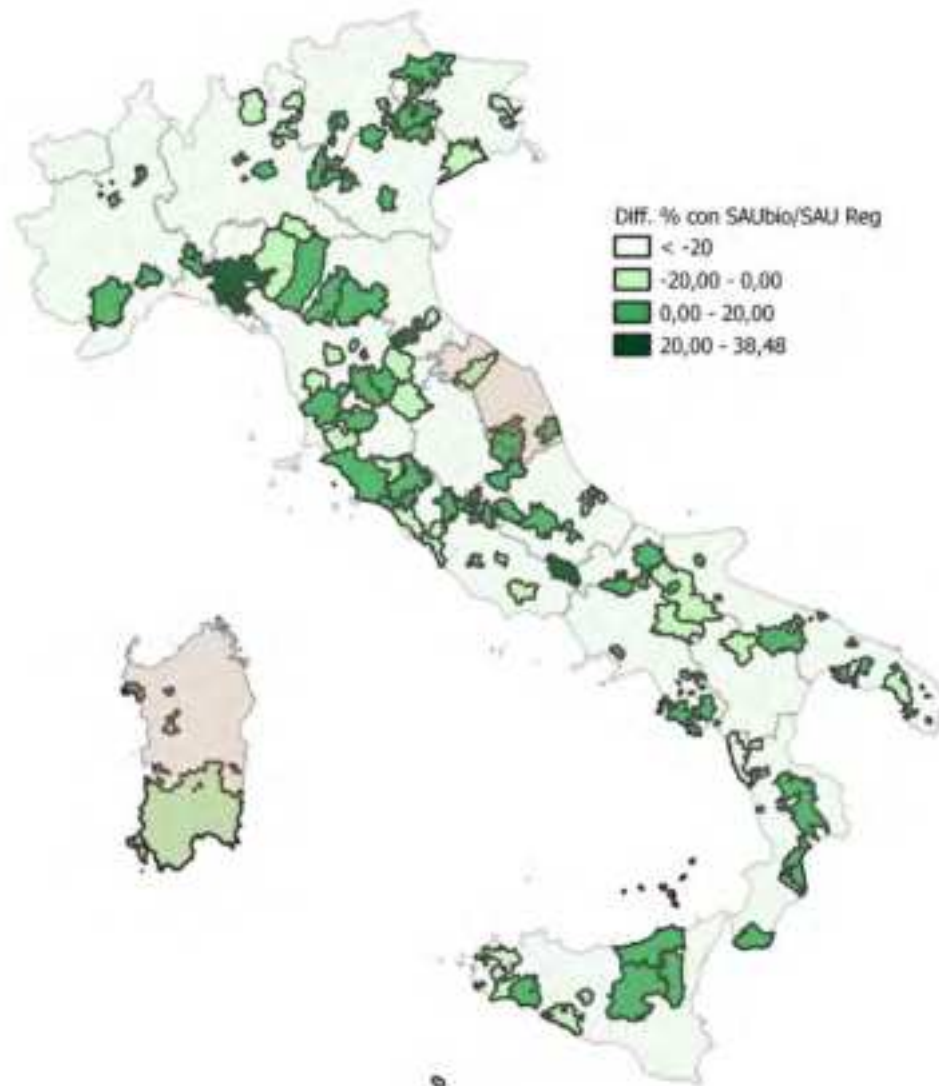 Diff. % con SAUbio/SAU Reg
< -20
-20,00 - 0,00
0,00 - 20,00
20,00 - 38,48